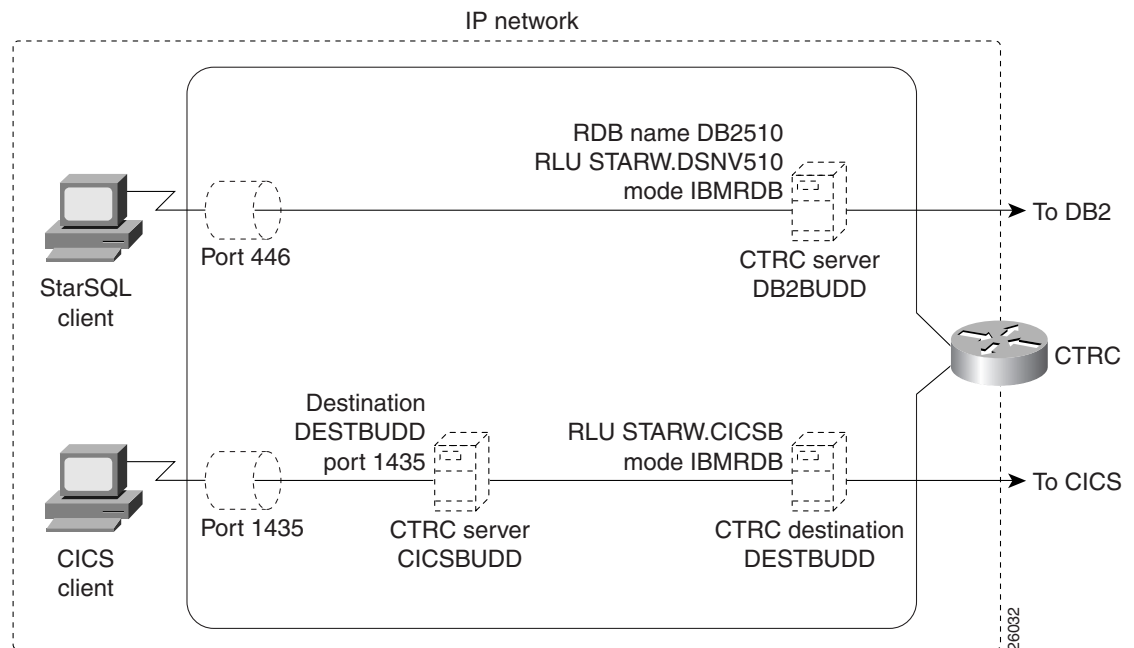 IP network
RDB name DB2510
RLU STARW.DSNV510
mode IBMRDB
To DB2
Port 446
CTRC server
DB2BUDD
StarSQL
client
CTRC
Destination
DESTBUDD
port 1435
RLU STARW.CICSB
mode IBMRDB
To CICS
Port 1435
CTRC server
CICSBUDD
CTRC destination
DESTBUDD
CICS
client
26032